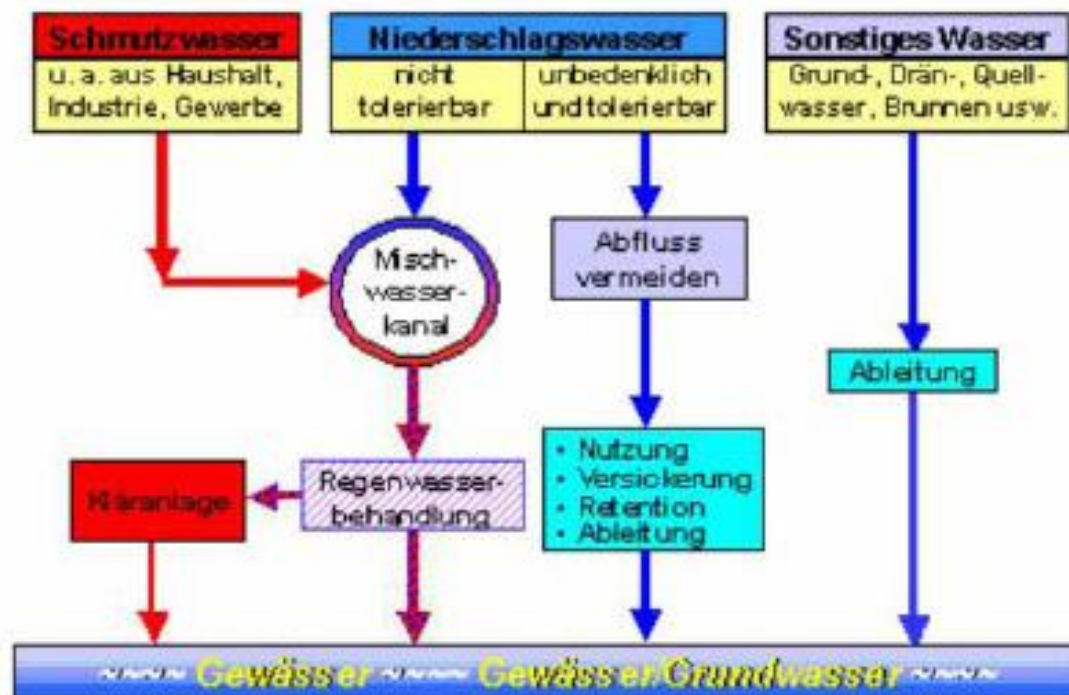 Schmutzwasser
u. a. aus Haushalt,
Industrie, Gewerbe
Niederschlagswasser
nicht
tolerierbar
unbedenklich
und tolerierbar
Sonstiges Wasser
Grund-, Drän-, Quell-
wasser, Brunnen usw.
Misch-
wasser-
kanal
Abfluss
vermeiden
Ableitung
Kläranlage
Regenwasser-
behandlung
• Nutzung
• Versickerung
• Retention
• Ableitung
~~~~ Gewässer ~~~~ Gewässer/Grundwasser ~~~~